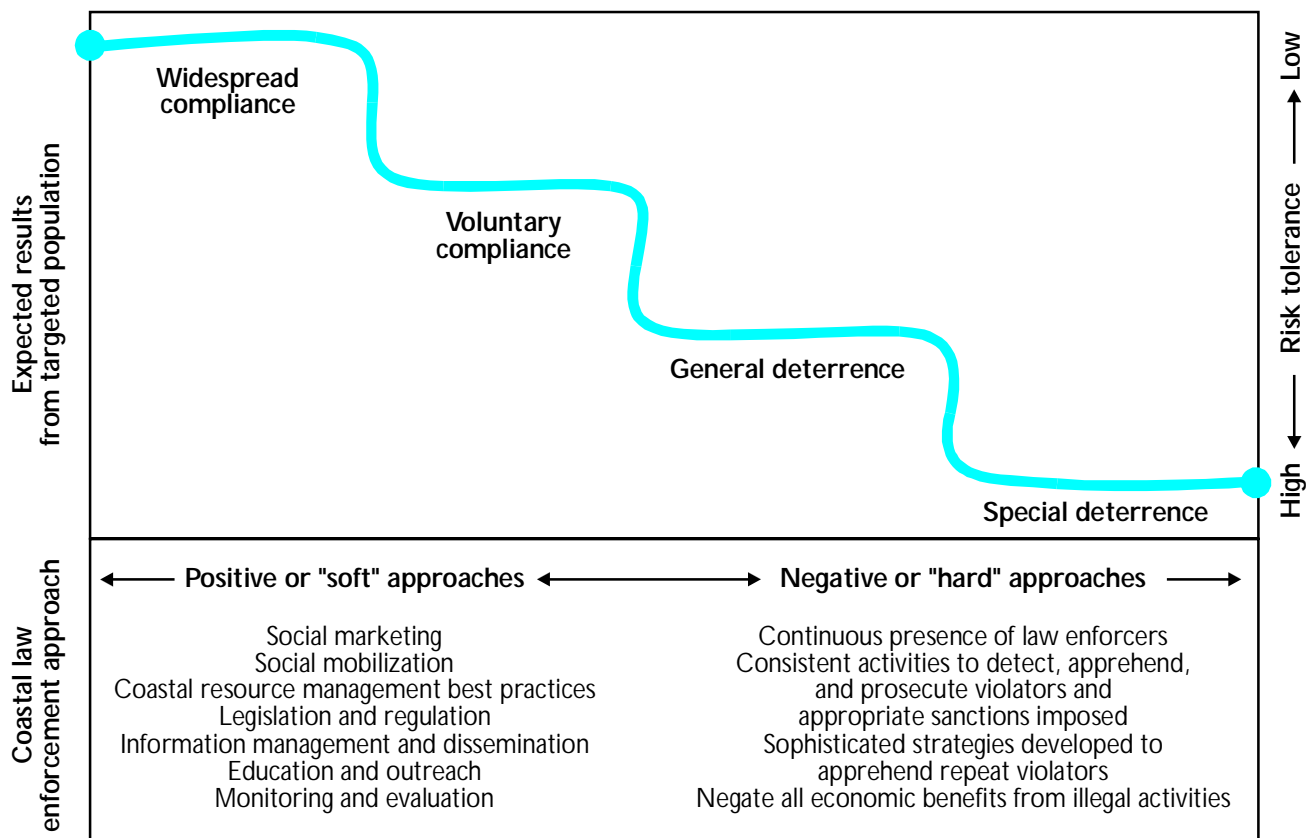 Expected results
from targeted population
Widespread
compliance
Voluntary
compliance
General deterrence
Special deterrence
Low
Risk tolerance
High
Coastal law
enforcement approach
Positive or "soft" approaches
Social marketing
Social mobilization
Coastal resource management best practices
Legislation and regulation
Information management and dissemination
Education and outreach
Monitoring and evaluation
Negative or "hard" approaches
Continuous presence of law enforcers
Consistent activities to detect, apprehend,
and prosecute violators and
appropriate sanctions imposed
Sophisticated strategies developed to
apprehend repeat violators
Negate all economic benefits from illegal activities